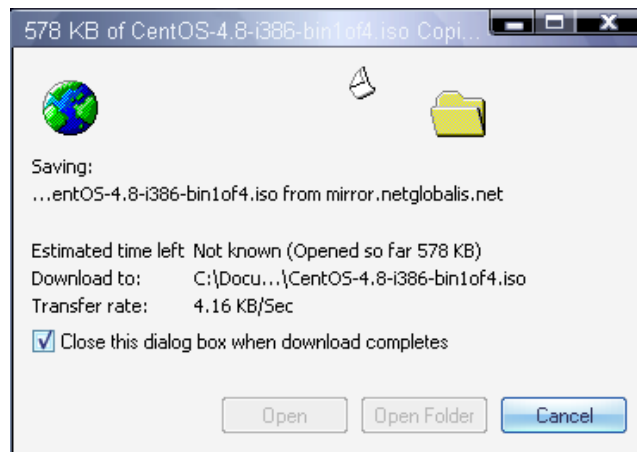 578 KB of CentOS-4.8-i386-bin1of4.iso Copi...
Saving:
...entOS-4.8-i386-bin1of4.iso from mirror.netglobalis.net
Estimated time left Not known (Opened so far 578 KB)
Download to: C:\Docu...\CentOS-4.8-i386-bin1of4.iso
Transfer rate: 4.16 KB/Sec
Close this dialog box when download completes
Open Open Folder Cancel